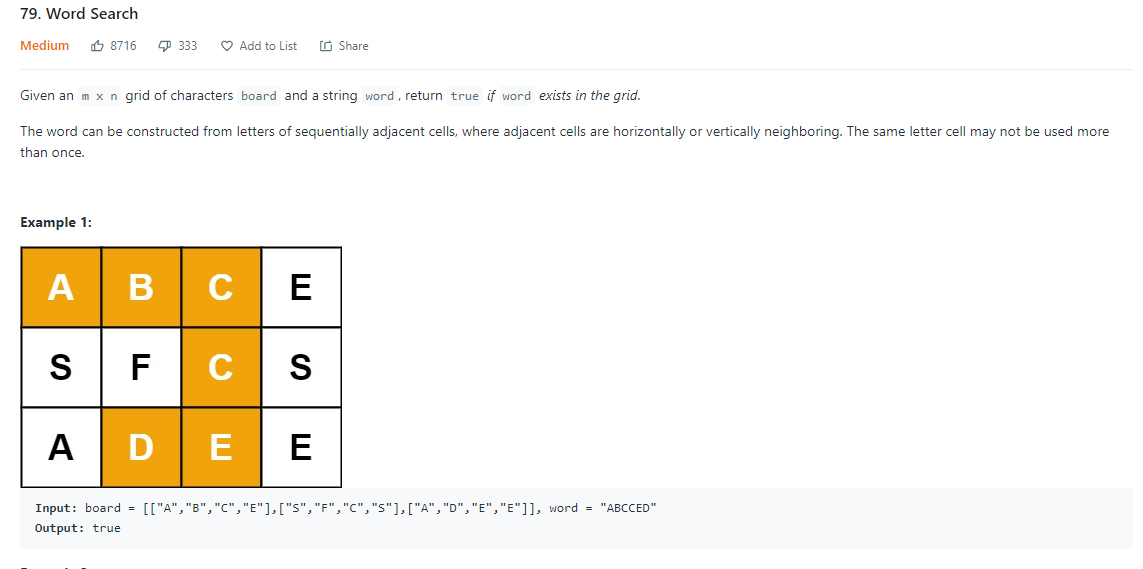 79. Word Search
Medium 8716 333 Add to List Share
Given an m x n grid of characters board and a string word, return true if word exists in the grid.
The word can be constructed from letters of sequentially adjacent cells, where adjacent cells are horizontally or vertically neighboring. The same letter cell may not be used more
than once.
Example 1:
A B C E
S F C S
A D E E
Input: board = [["A","B","C","E"],["S","F","C","S"],["A","D","E","E"]], word = "ABCCED"
Output: true